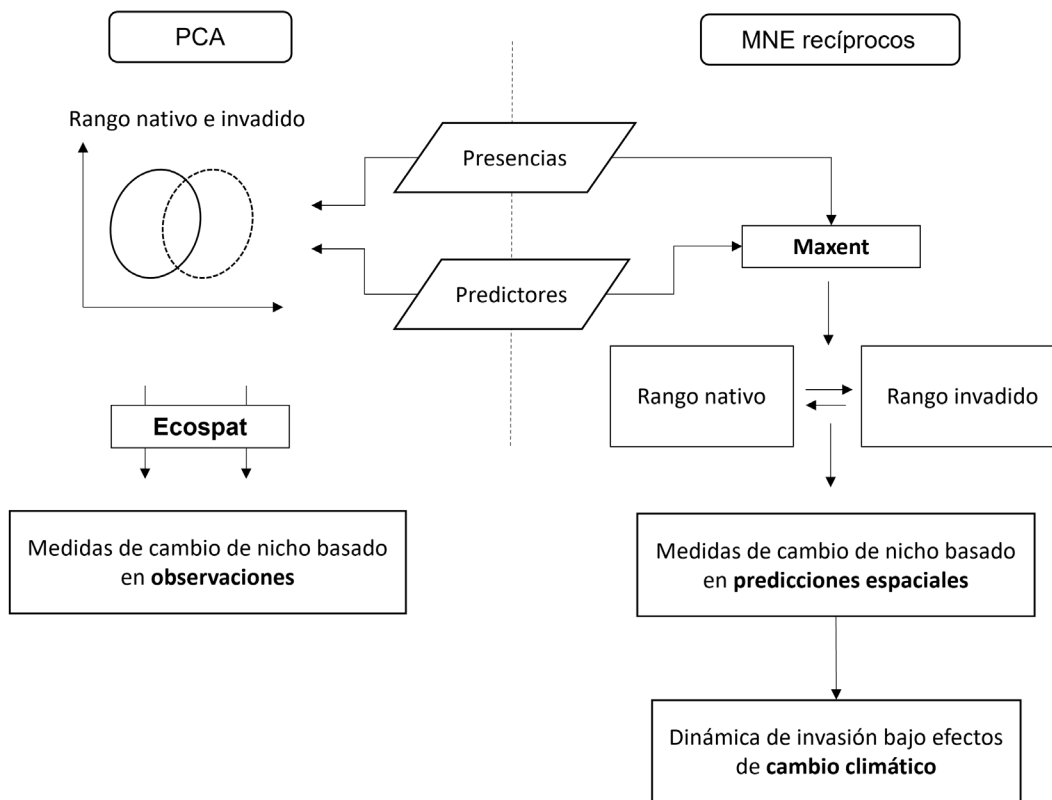 PCA
MNE recíprocos
Rango nativo e invadido
Presencias
Maxent
Predictores
Rango nativo
Rango invadido
Ecospat
Medidas de cambio de nicho basado
en observaciones
Medidas de cambio de nicho basado
en predicciones espaciales
Dinámica de invasión bajo efectos
de cambio climático